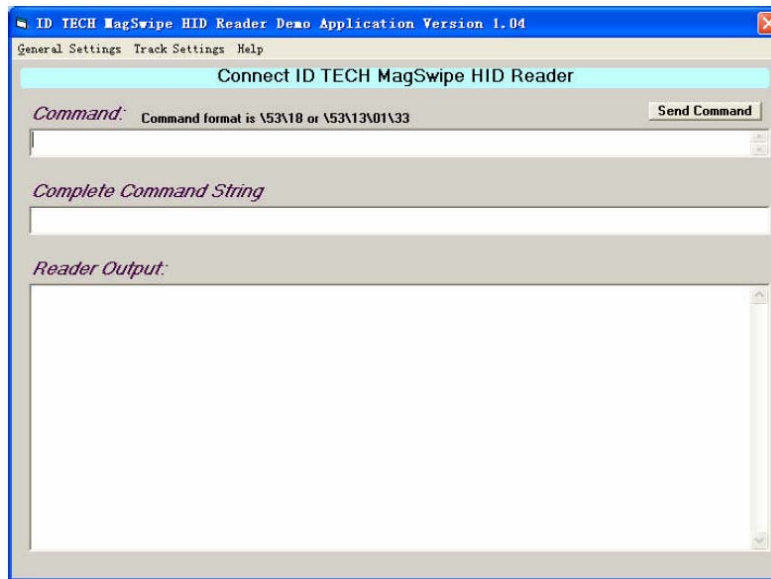 ID TECH MagSwipe HID Reader Demo Application Version 1.04
General Settings Track Settings Help
Connect ID TECH MagSwipe HID Reader
Command: Command format is \53\18 or \53\13\01\33 Send Command
Complete Command String
Reader Output: